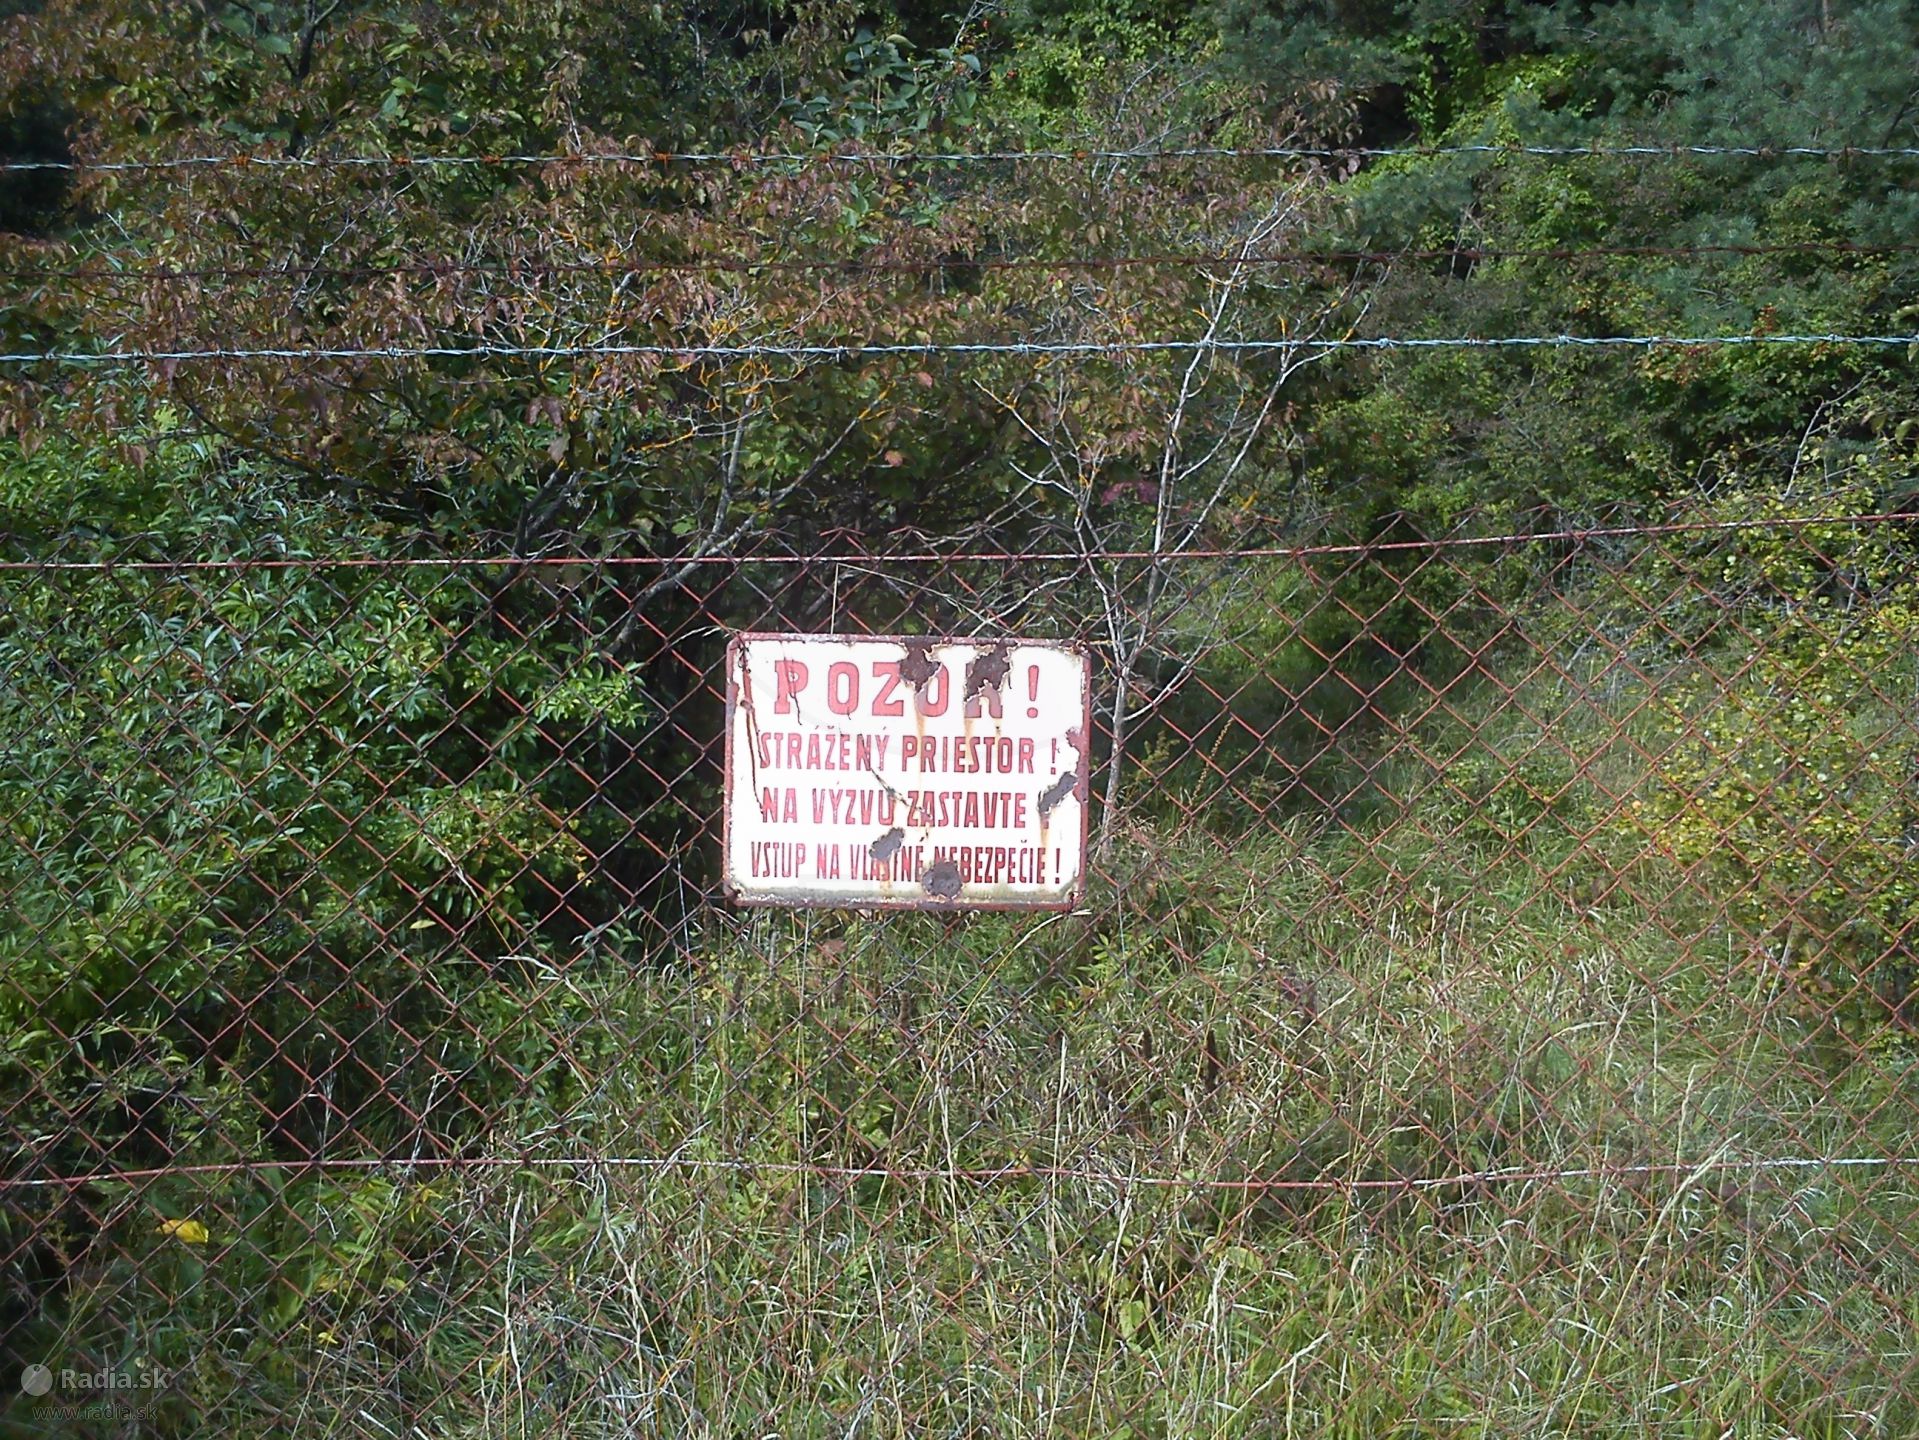 POZOR!
STRÁŽENÝ PRIESTOR!
NA VÝZVU ZASTAVTE
VSTUP NA VLASTNÉ NEBEZPEČIE!
Radia.sk
www.radia.sk